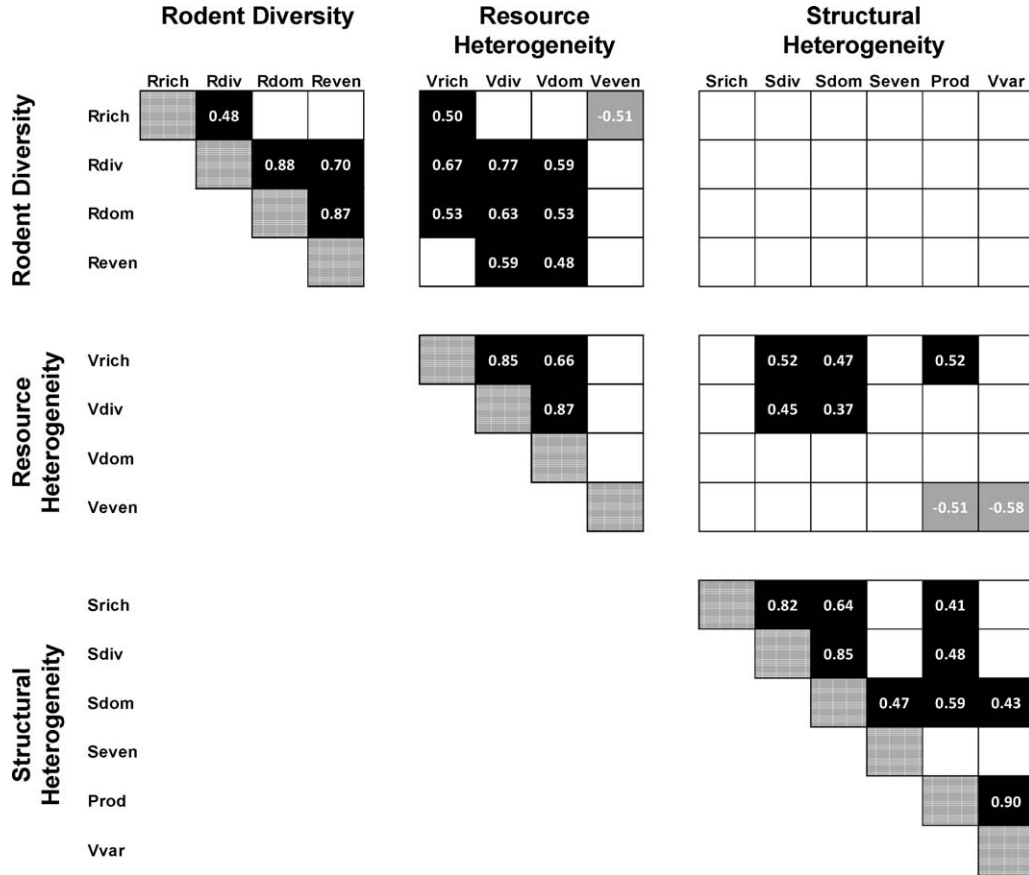 Rodent Diversity Resource Heterogeneity Structural Heterogeneity
Rrich Rdiv Rdom Reven Vrich Vdiv Vdom Veven Srich Sdiv Sdom Seven Prod Vvar
Rodent Diversity
Rrich 0.48 0.50 -0.51
Rdiv 0.88 0.70 0.67 0.77 0.59
Rdom 0.87 0.53 0.63 0.53
Reven 0.59 0.48
Resource Heterogeneity
Vrich 0.85 0.66 0.52 0.47 0.52
Vdiv 0.87 0.45 0.37
Vdom
Veven -0.51 -0.58
Structural Heterogeneity
Srich 0.82 0.64 0.41
Sdiv 0.85 0.48
Sdom 0.47 0.59 0.43
Seven
Prod 0.90
Vvar